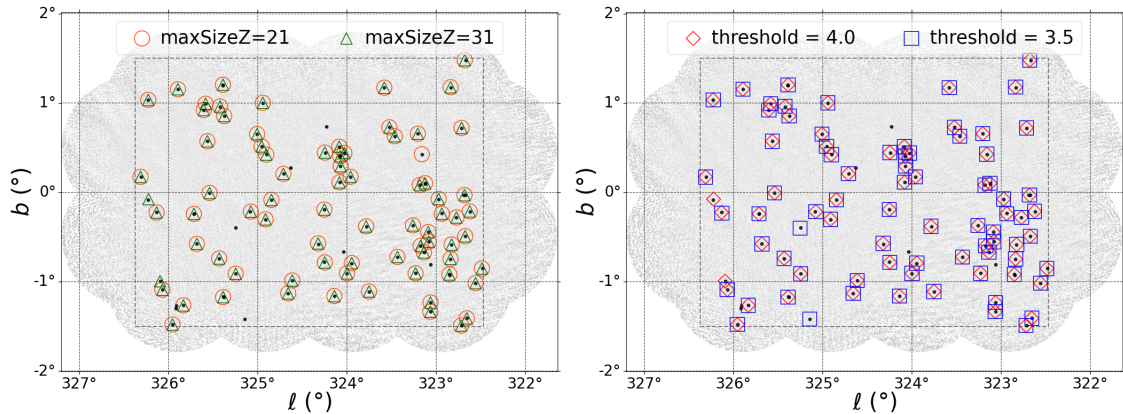 maxSizeZ=21 maxSizeZ=31
2°
1°
0°
-1°
-2°
b (°)
327° 326° 325° 324° 323° 322°
ℓ (°)
threshold = 4.0 threshold = 3.5
2°
1°
0°
-1°
-2°
b (°)
327° 326° 325° 324° 323° 322°
ℓ (°)